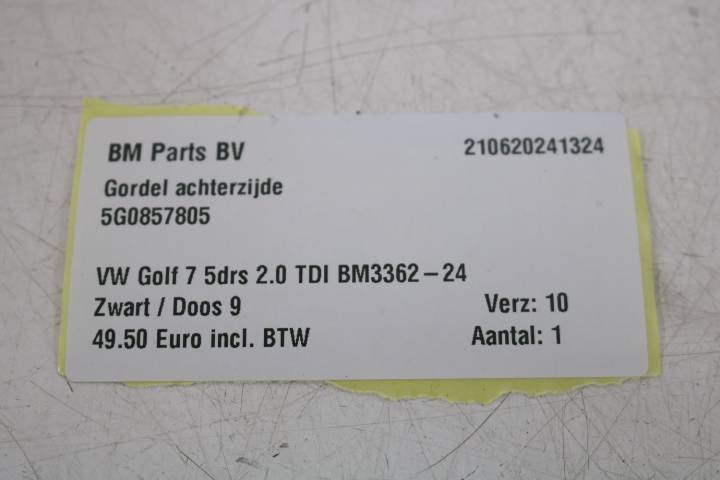 BM Parts BV 210620241324
Gordel achterzijde
5G0857805
VW Golf 7 5drs 2.0 TDI BM3362-24
Zwart / Doos 9 Verz: 10
49.50 Euro incl. BTW Aantal: 1